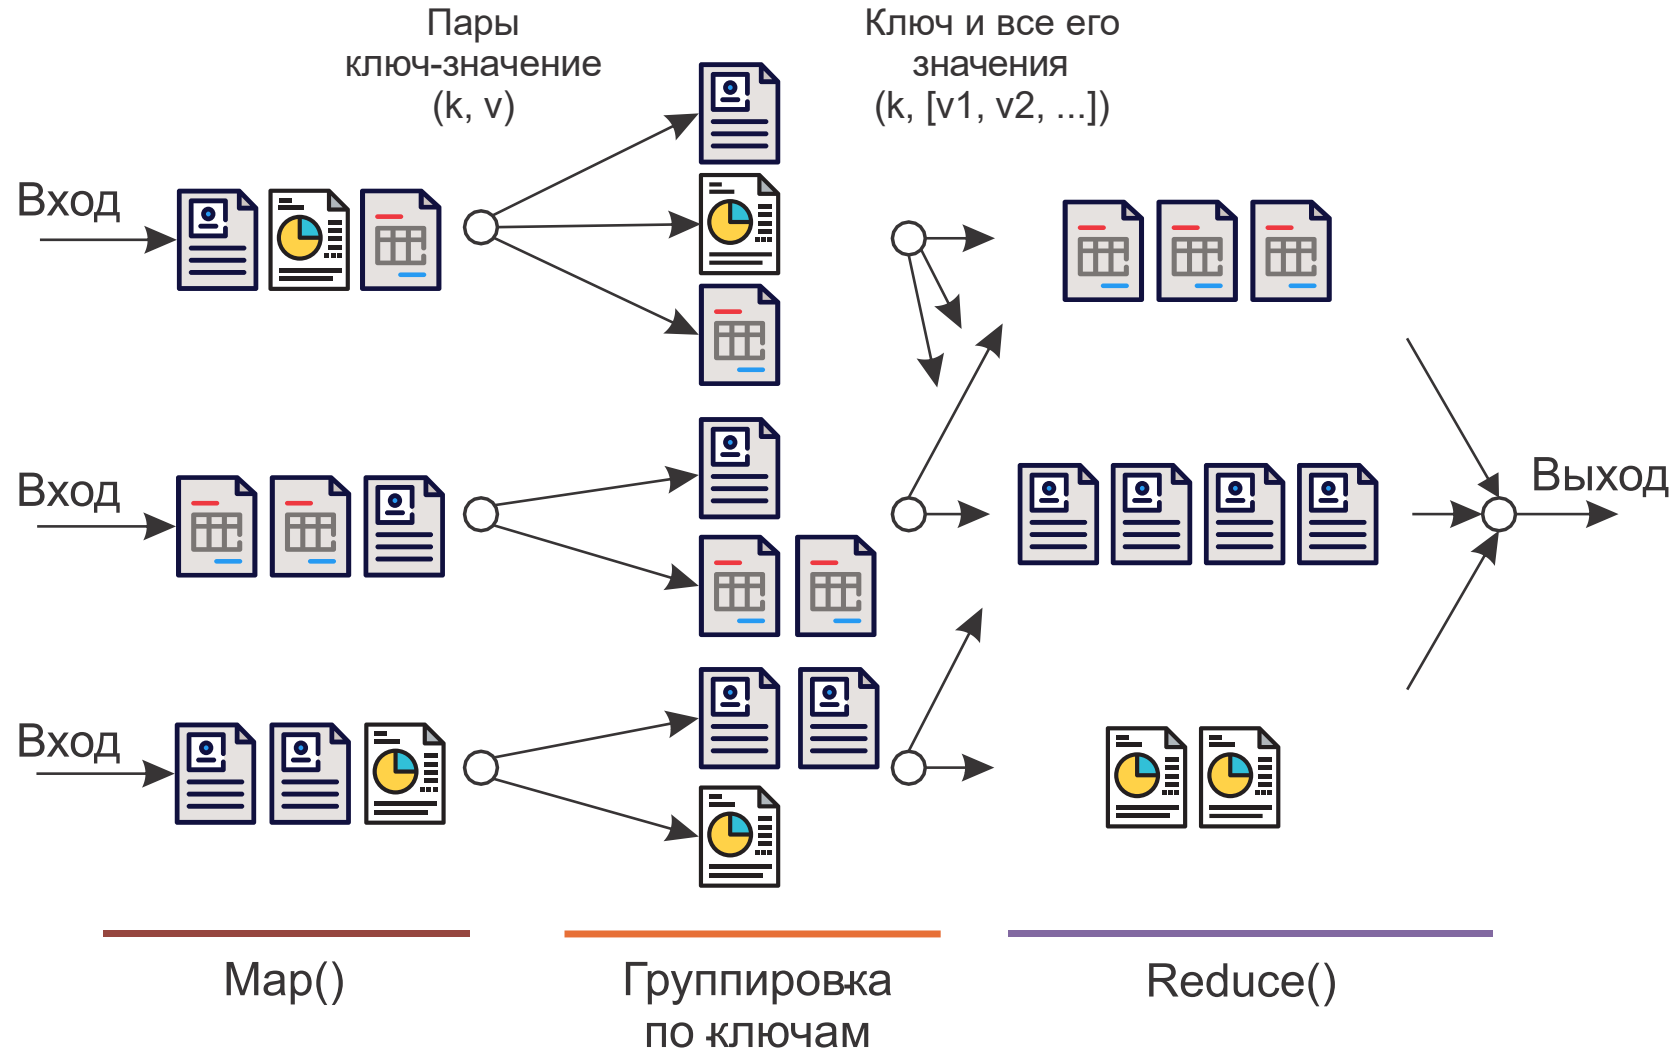 Пары
ключ-значение
(k, v)
Ключ и все его
значения
(k, [v1, v2, ...])
Вход
Вход
Выход
Вход
Map()
Группировка
по ключам
Reduce()